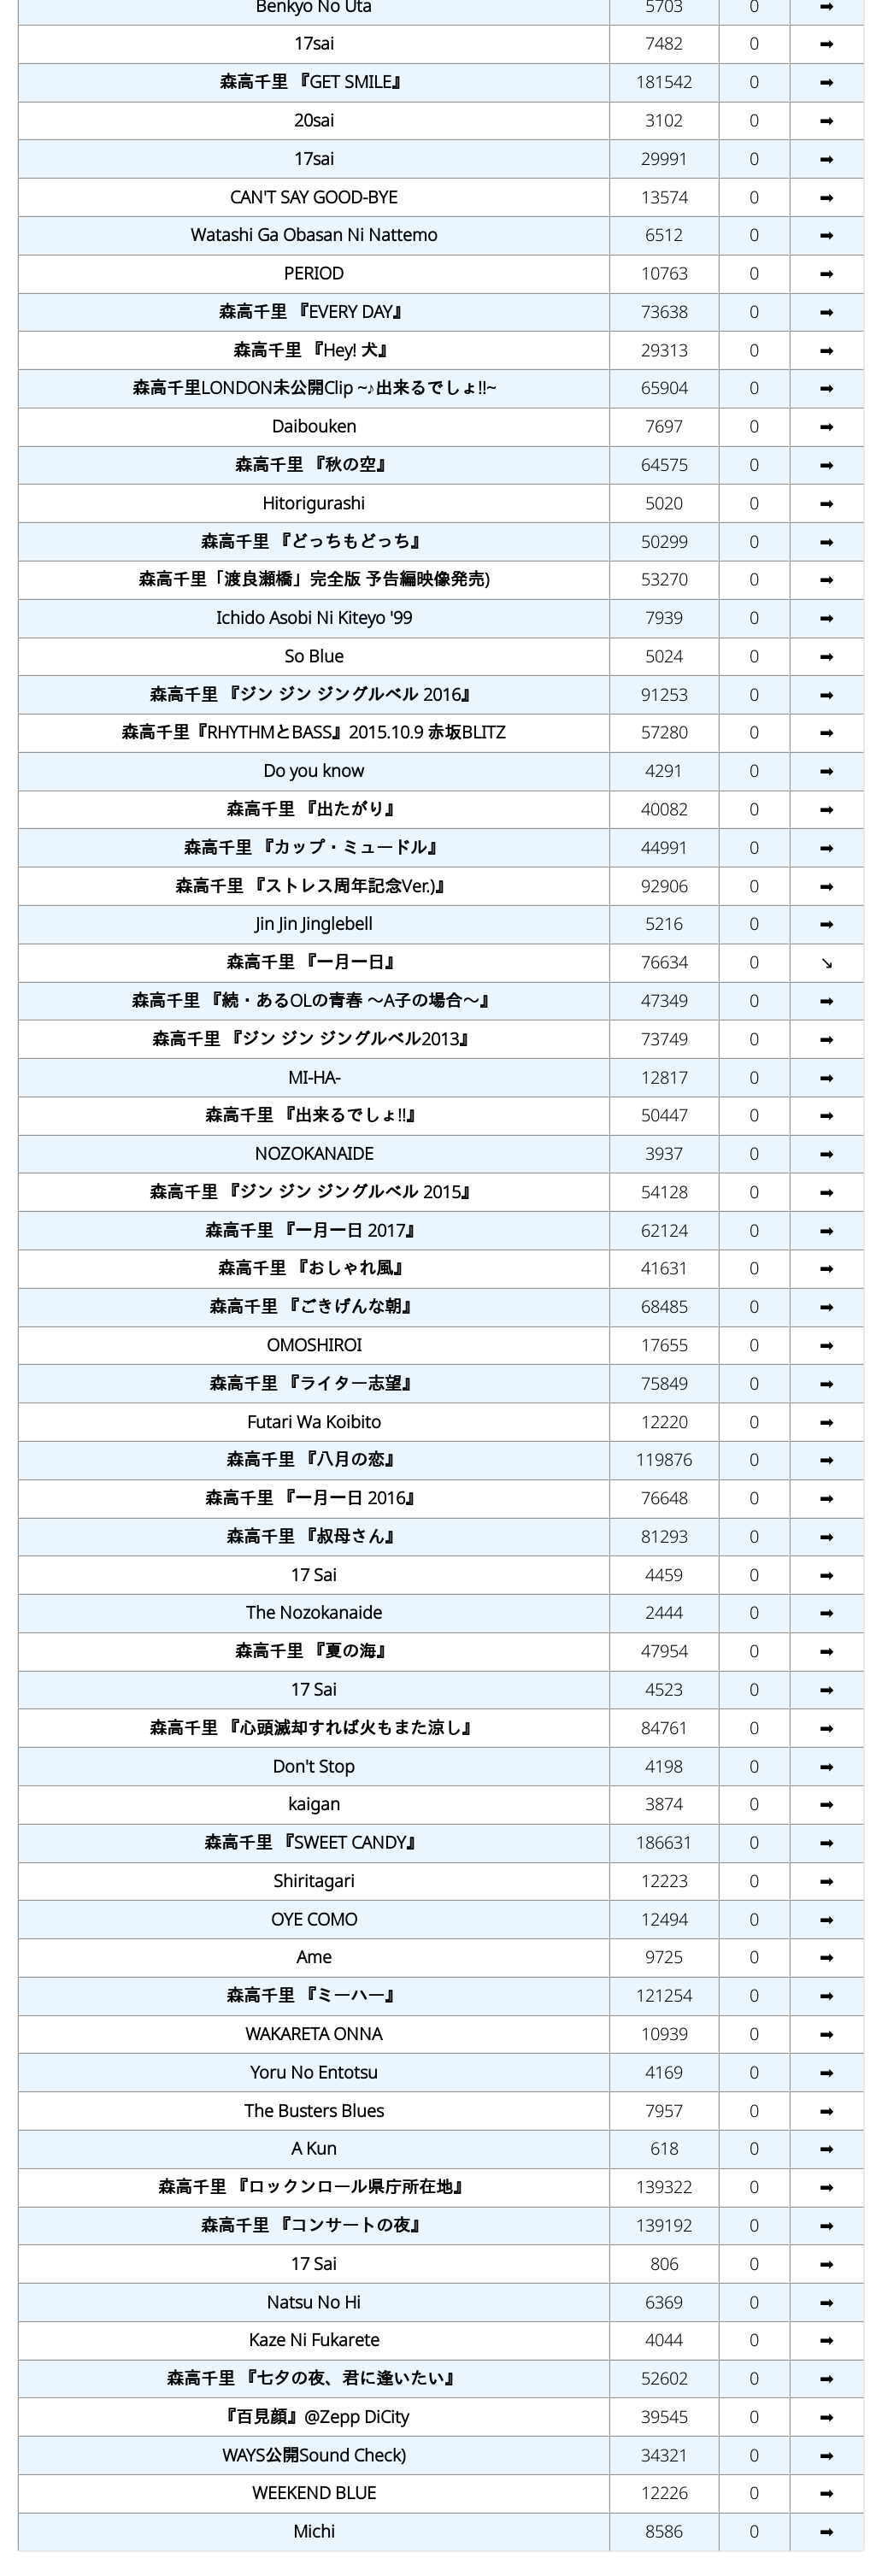 Benkyo No Uta 5703 0 ➡
17sai 7482 0 ➡
森高千里 『GET SMILE』 181542 0 ➡
20sai 3102 0 ➡
17sai 29991 0 ➡
CAN'T SAY GOOD-BYE 13574 0 ➡
Watashi Ga Obasan Ni Nattemo 6512 0 ➡
PERIOD 10763 0 ➡
森高千里 『EVERY DAY』 73638 0 ➡
森高千里 『Hey! 犬』 29313 0 ➡
森高千里LONDON未公開Clip ~♪出来るでしょ!!~ 65904 0 ➡
Daibouken 7697 0 ➡
森高千里 『秋の空』 64575 0 ➡
Hitorigurashi 5020 0 ➡
森高千里 『どっちもどっち』 50299 0 ➡
森高千里「渡良瀬橋」完全版 予告編映像発売) 53270 0 ➡
Ichido Asobi Ni Kiteyo '99 7939 0 ➡
So Blue 5024 0 ➡
森高千里 『ジン ジン ジングルベル 2016』 91253 0 ➡
森高千里『RHYTHMとBASS』2015.10.9 赤坂BLITZ 57280 0 ➡
Do you know 4291 0 ➡
森高千里 『出たがり』 40082 0 ➡
森高千里 『カップ・ミュードル』 44991 0 ➡
森高千里 『ストレス周年記念Ver.)』 92906 0 ➡
Jin Jin Jinglebell 5216 0 ➡
森高千里 『一月一日』 76634 0 ↘
森高千里 『続・あるOLの青春 〜A子の場合〜』 47349 0 ➡
森高千里 『ジン ジン ジングルベル2013』 73749 0 ➡
MI-HA- 12817 0 ➡
森高千里 『出来るでしょ!!』 50447 0 ➡
NOZOKANAIDE 3937 0 ➡
森高千里 『ジン ジン ジングルベル 2015』 54128 0 ➡
森高千里 『一月一日 2017』 62124 0 ➡
森高千里 『おしゃれ風』 41631 0 ➡
森高千里 『ごきげんな朝』 68485 0 ➡
OMOSHIROI 17655 0 ➡
森高千里 『ライター志望』 75849 0 ➡
Futari Wa Koibito 12220 0 ➡
森高千里 『八月の恋』 119876 0 ➡
森高千里 『一月一日 2016』 76648 0 ➡
森高千里 『叔母さん』 81293 0 ➡
17 Sai 4459 0 ➡
The Nozokanaide 2444 0 ➡
森高千里 『夏の海』 47954 0 ➡
17 Sai 4523 0 ➡
森高千里 『心頭滅却すれば火もまた涼し』 84761 0 ➡
Don't Stop 4198 0 ➡
kaigan 3874 0 ➡
森高千里 『SWEET CANDY』 186631 0 ➡
Shiritagari 12223 0 ➡
OYE COMO 12494 0 ➡
Ame 9725 0 ➡
森高千里 『ミーハー』 121254 0 ➡
WAKARETA ONNA 10939 0 ➡
Yoru No Entotsu 4169 0 ➡
The Busters Blues 7957 0 ➡
A Kun 618 0 ➡
森高千里 『ロックンロール県庁所在地』 139322 0 ➡
森高千里 『コンサートの夜』 139192 0 ➡
17 Sai 806 0 ➡
Natsu No Hi 6369 0 ➡
Kaze Ni Fukarete 4044 0 ➡
森高千里 『七夕の夜、君に逢いたい』 52602 0 ➡
『百見顔』@Zepp DiCity 39545 0 ➡
WAYS公開Sound Check) 34321 0 ➡
WEEKEND BLUE 12226 0 ➡
Michi 8586 0 ➡